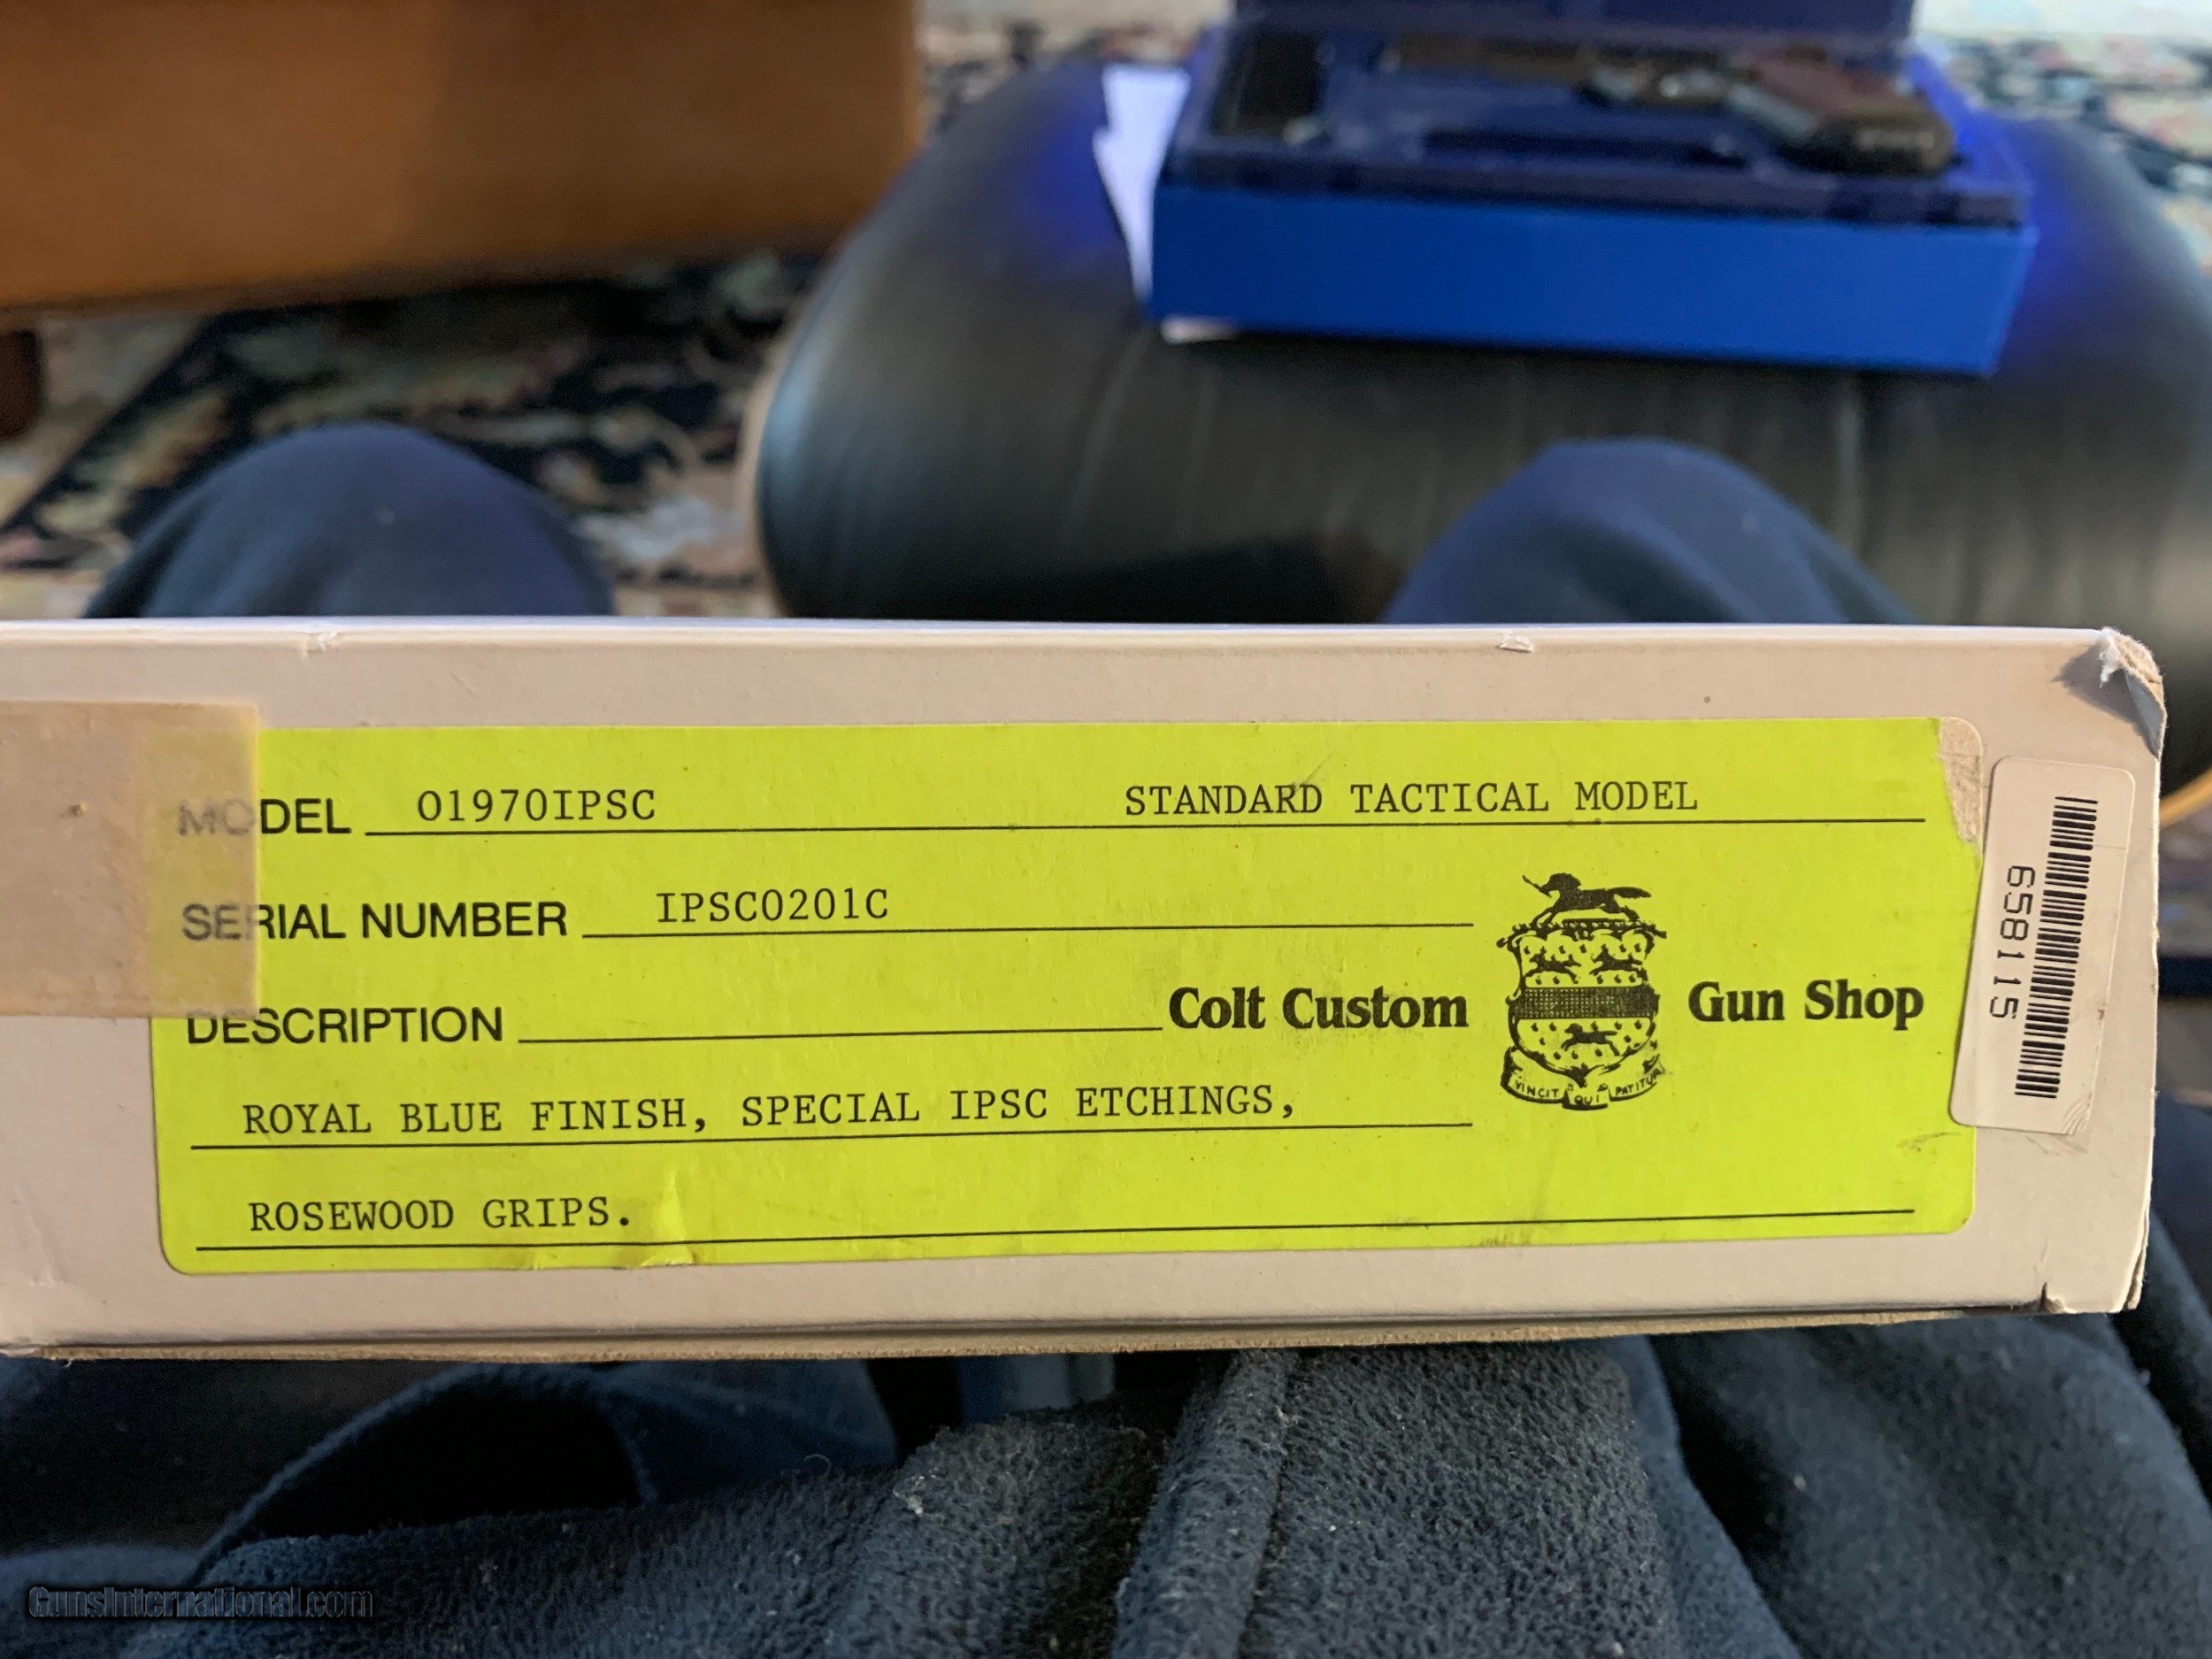 MODEL O1970IPSC STANDARD TACTICAL MODEL
SERIAL NUMBER IPSC0201C
DESCRIPTION Colt Custom Gun Shop
VINCIT QUI PATITUR
ROYAL BLUE FINISH, SPECIAL IPSC ETCHINGS,
ROSEWOOD GRIPS.
658115
GunsInternational.com